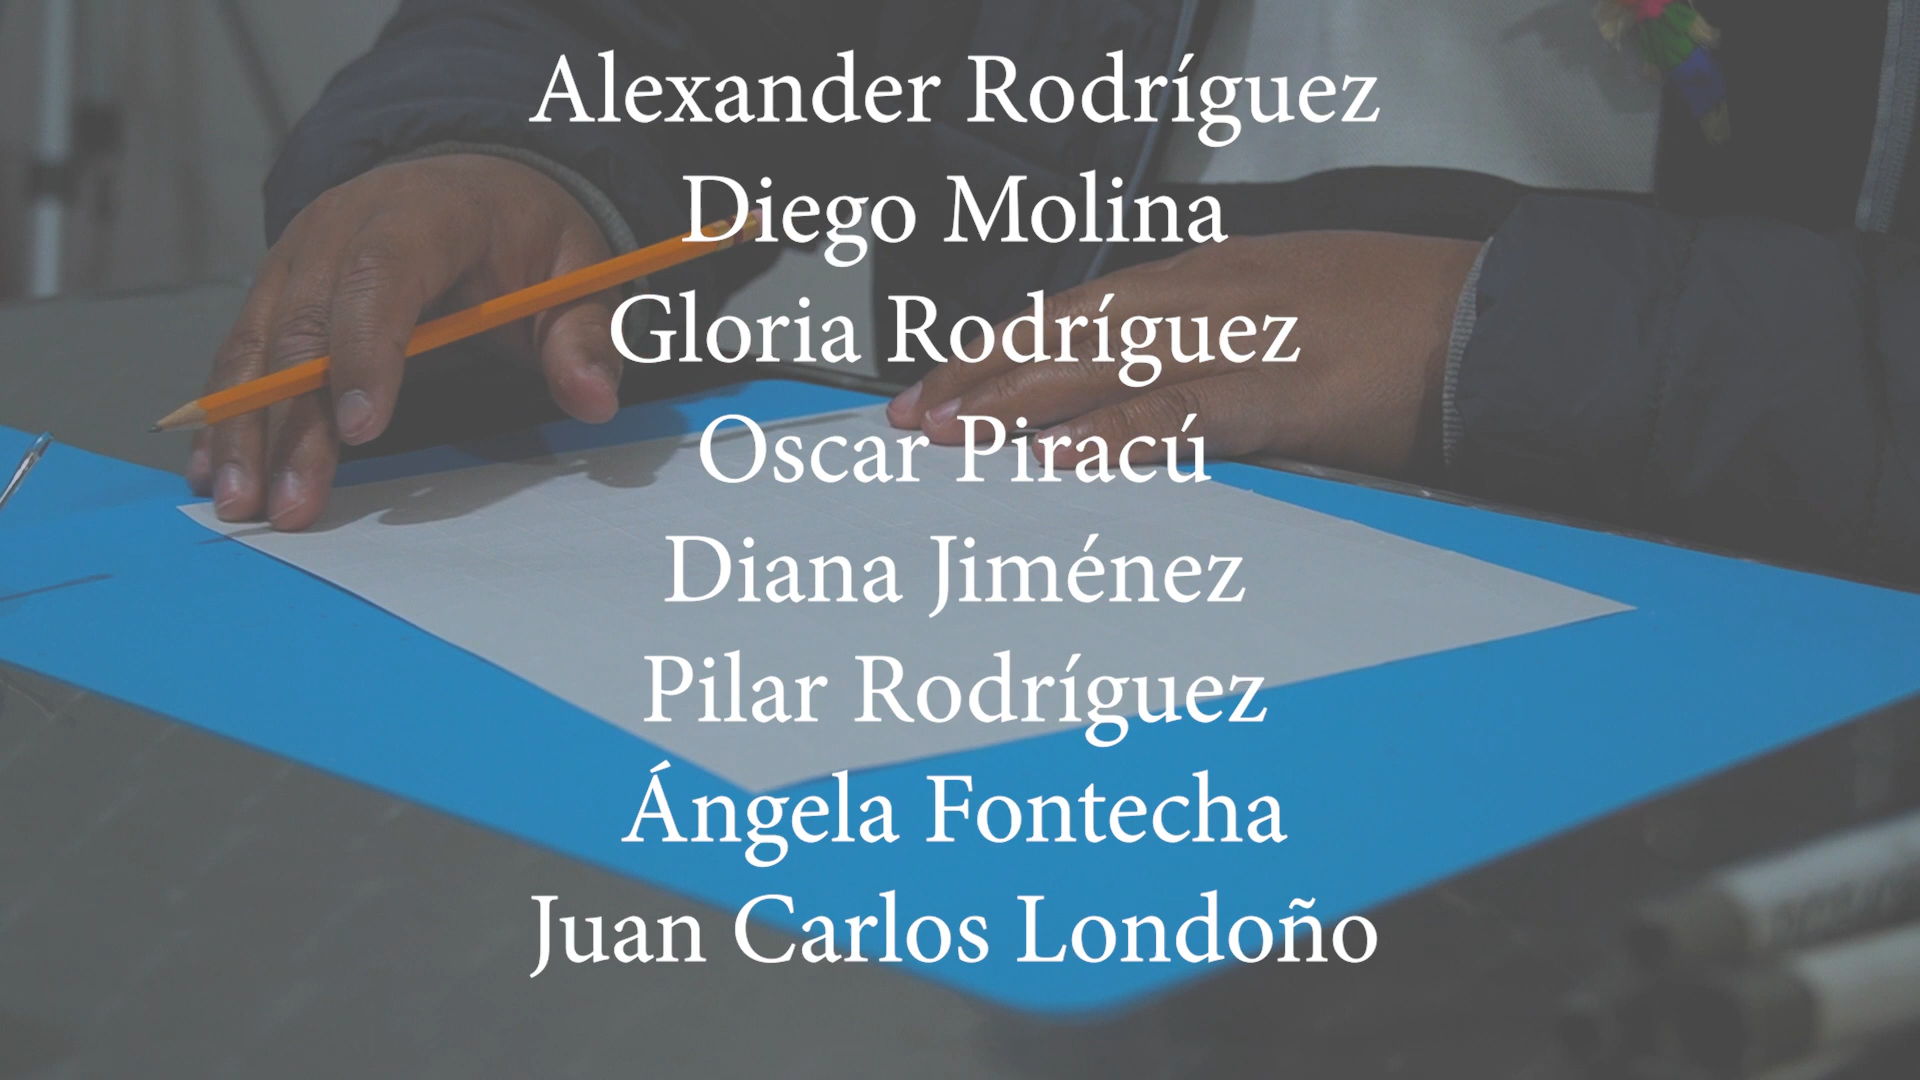 Alexander Rodríguez
Diego Molina
Gloria Rodríguez
Oscar Piracú
Diana Jiménez
Pilar Rodríguez
Ángela Fontecha
Juan Carlos Londoño